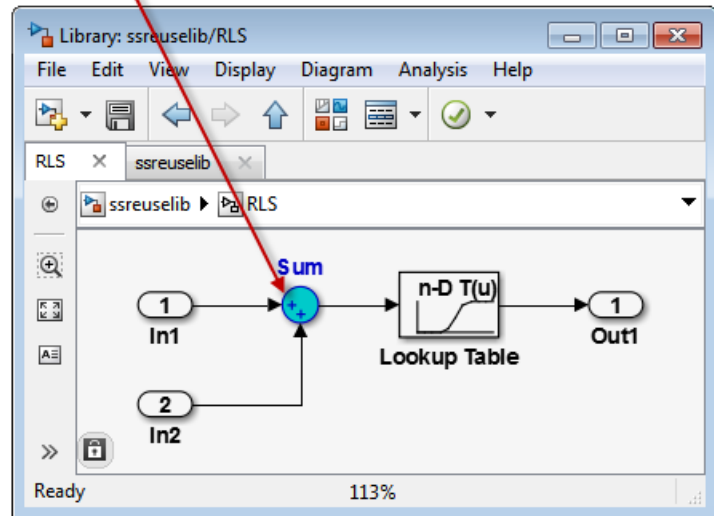 Library: ssreuselib/RLS
File Edit View Display Diagram Analysis Help
RLS ssreuselib
ssreuselib RLS
Sum
1
In1
+
+
n-D T(u)
Lookup Table
1
Out1
2
In2
Ready 113%